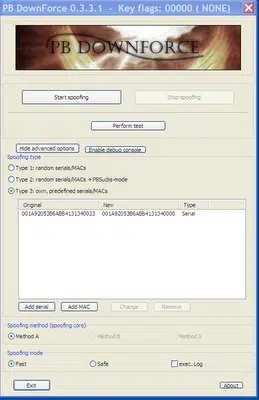 PB DownForce 0.3.3.1 - Key flags: 00000 ( NONE)
PB DOWNFORCE
Start spoofing
Stop spoofing
Perform test
Hide advanced options
Enable debug console
Spoofing type
Type 1: random serials/MACs
Type 2: random serials/MACs + PBSucks-mode
Type 3: own, predefined serials/MACs
Original New Type
001A92053B6ABB4131340023 001A92053B6ABB4131340000 Serial
Add serial Add MAC Change Remove
Spoofing method (spoofing core)
Method A Method B Method X
Spoofing mode
Fast Safe exec. Log
Exit About